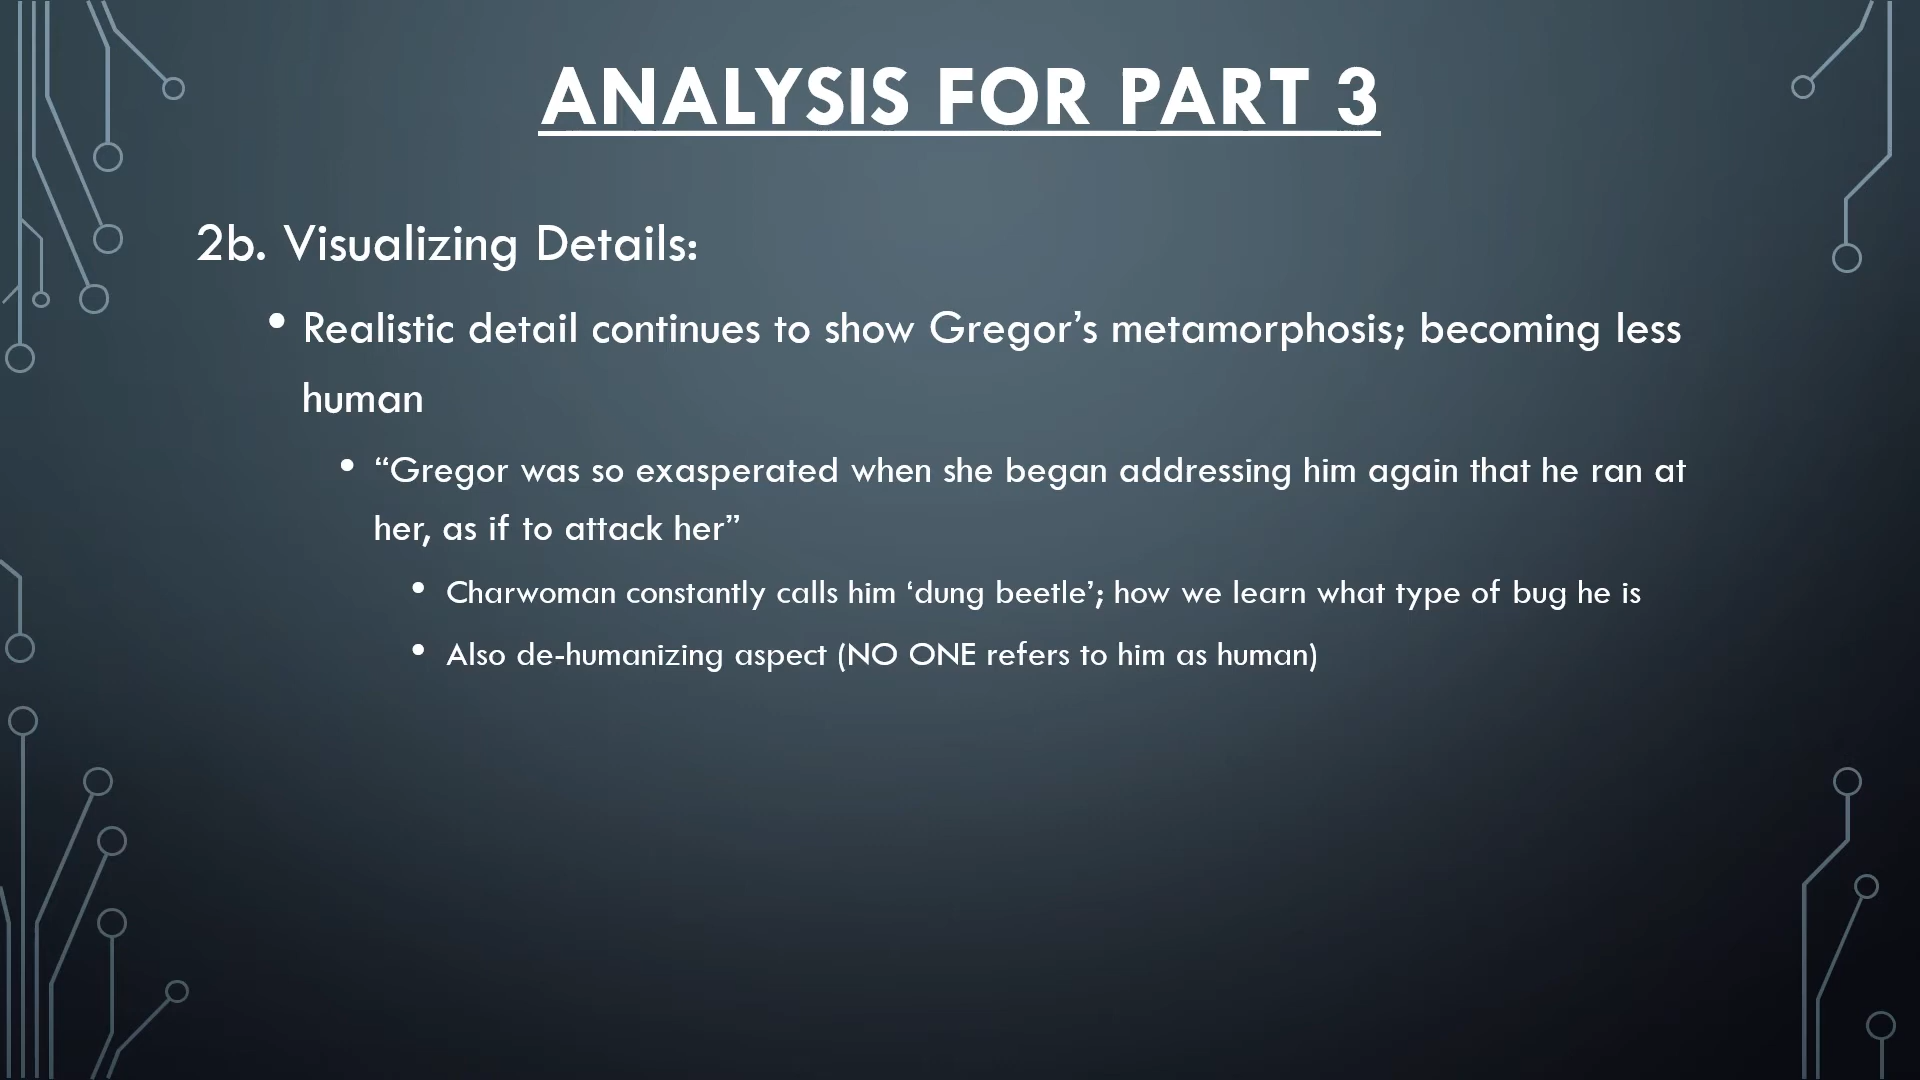 ANALYSIS FOR PART 3
2b. Visualizing Details:
• Realistic detail continues to show Gregor’s metamorphosis; becoming less
human
• “Gregor was so exasperated when she began addressing him again that he ran at
her, as if to attack her”
• Charwoman constantly calls him ‘dung beetle’; how we learn what type of bug he is
• Also de-humanizing aspect (NO ONE refers to him as human)